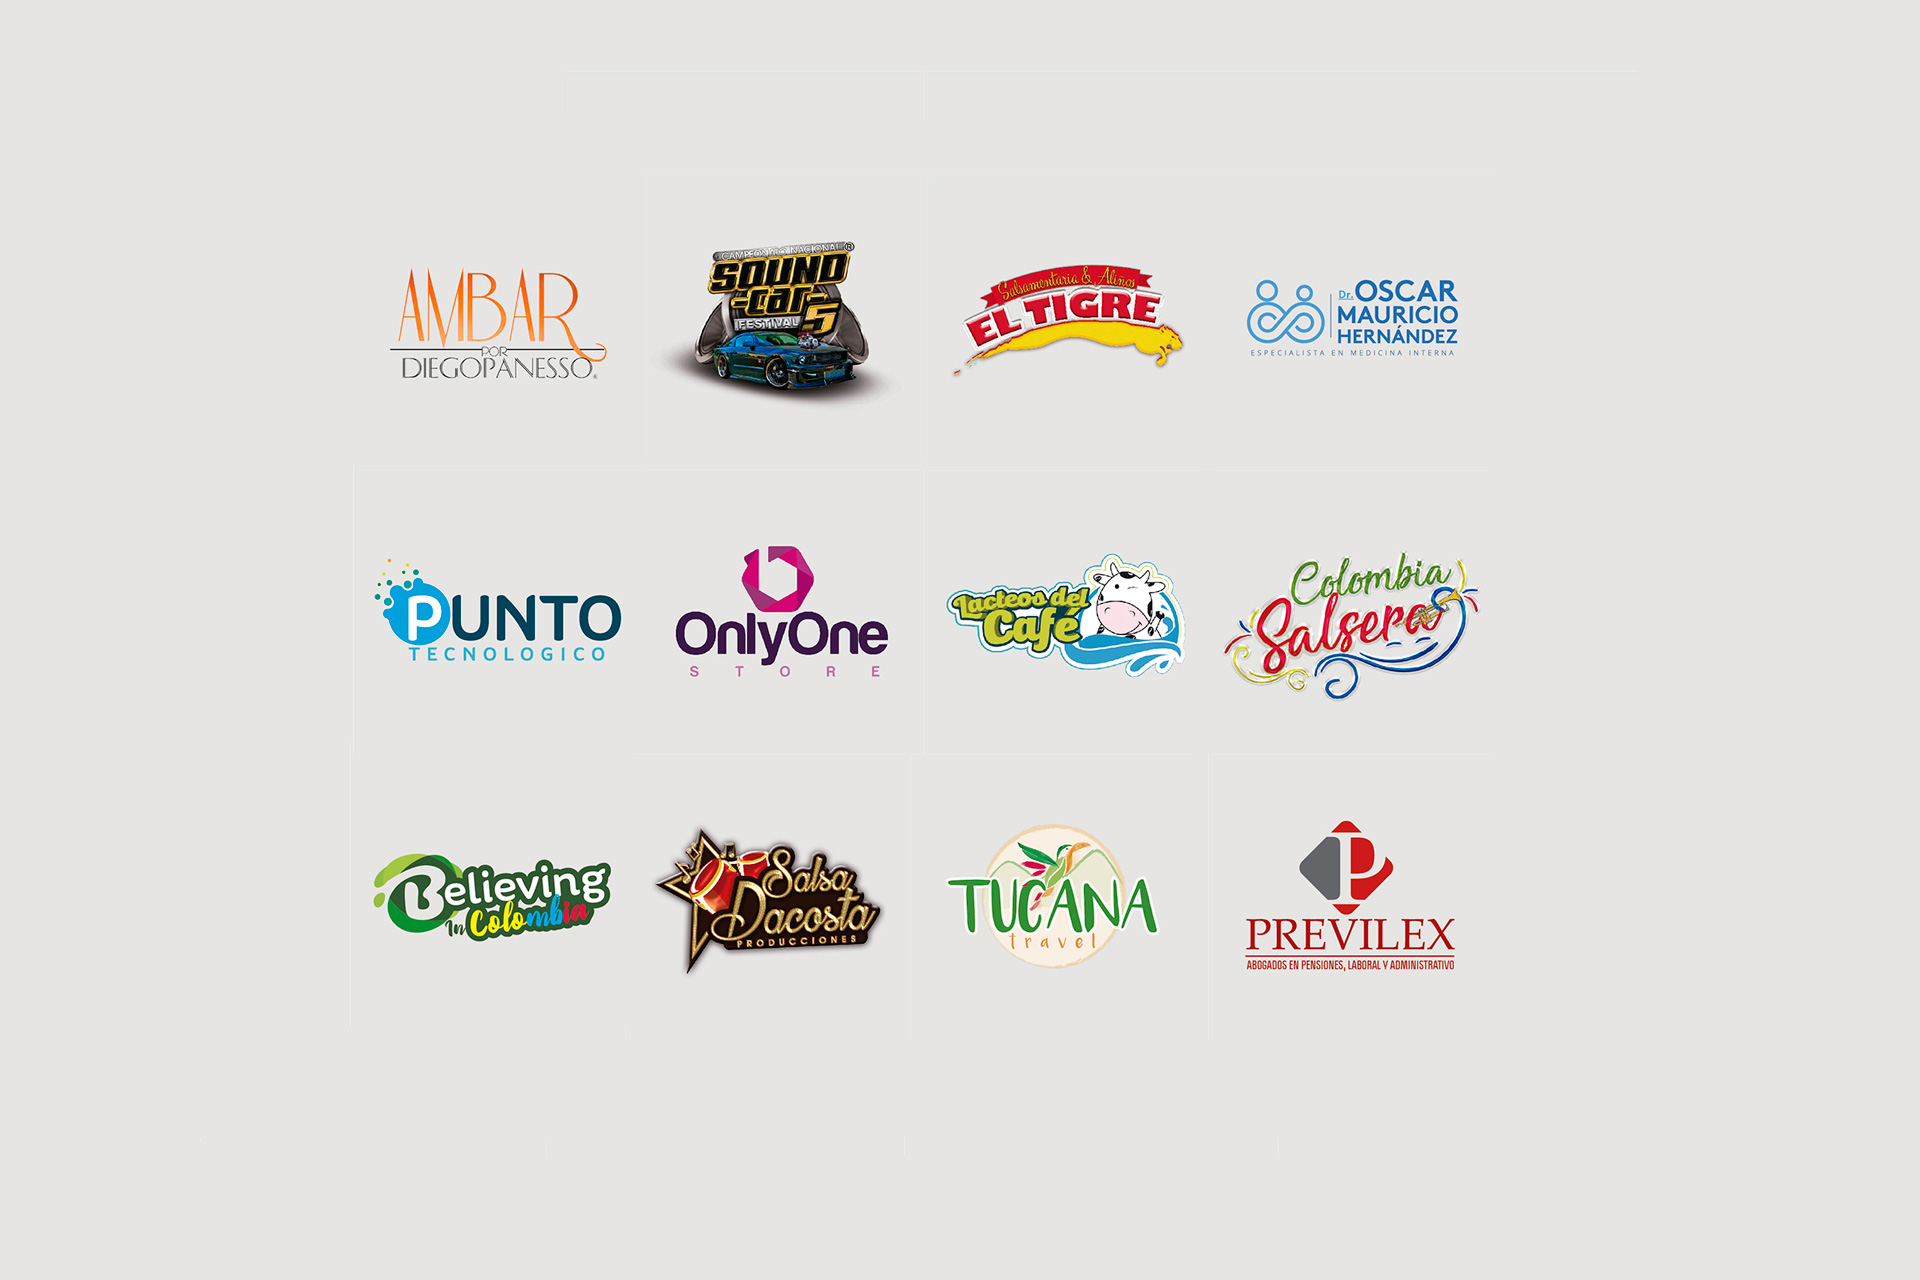 AMBAR
POR
DIEGOPANESSO
CAMPEONATO NACIONAL®
SOUND
-car-
FESTIVAL 5
Salsamentaria & Aliños
EL TIGRE
Dr. OSCAR
MAURICIO
HERNÁNDEZ
ESPECIALISTA EN MEDICINA INTERNA
PUNTO
TECNOLOGICO
OnlyOne
STORE
Lacteos del
Café
Colombia
Salsera
Believing
In Colombia
Salsa
Dacosta
PRODUCCIONES
TUCANA
travel
P
PREVILEX
ABOGADOS EN PENSIONES, LABORAL Y ADMINISTRATIVO